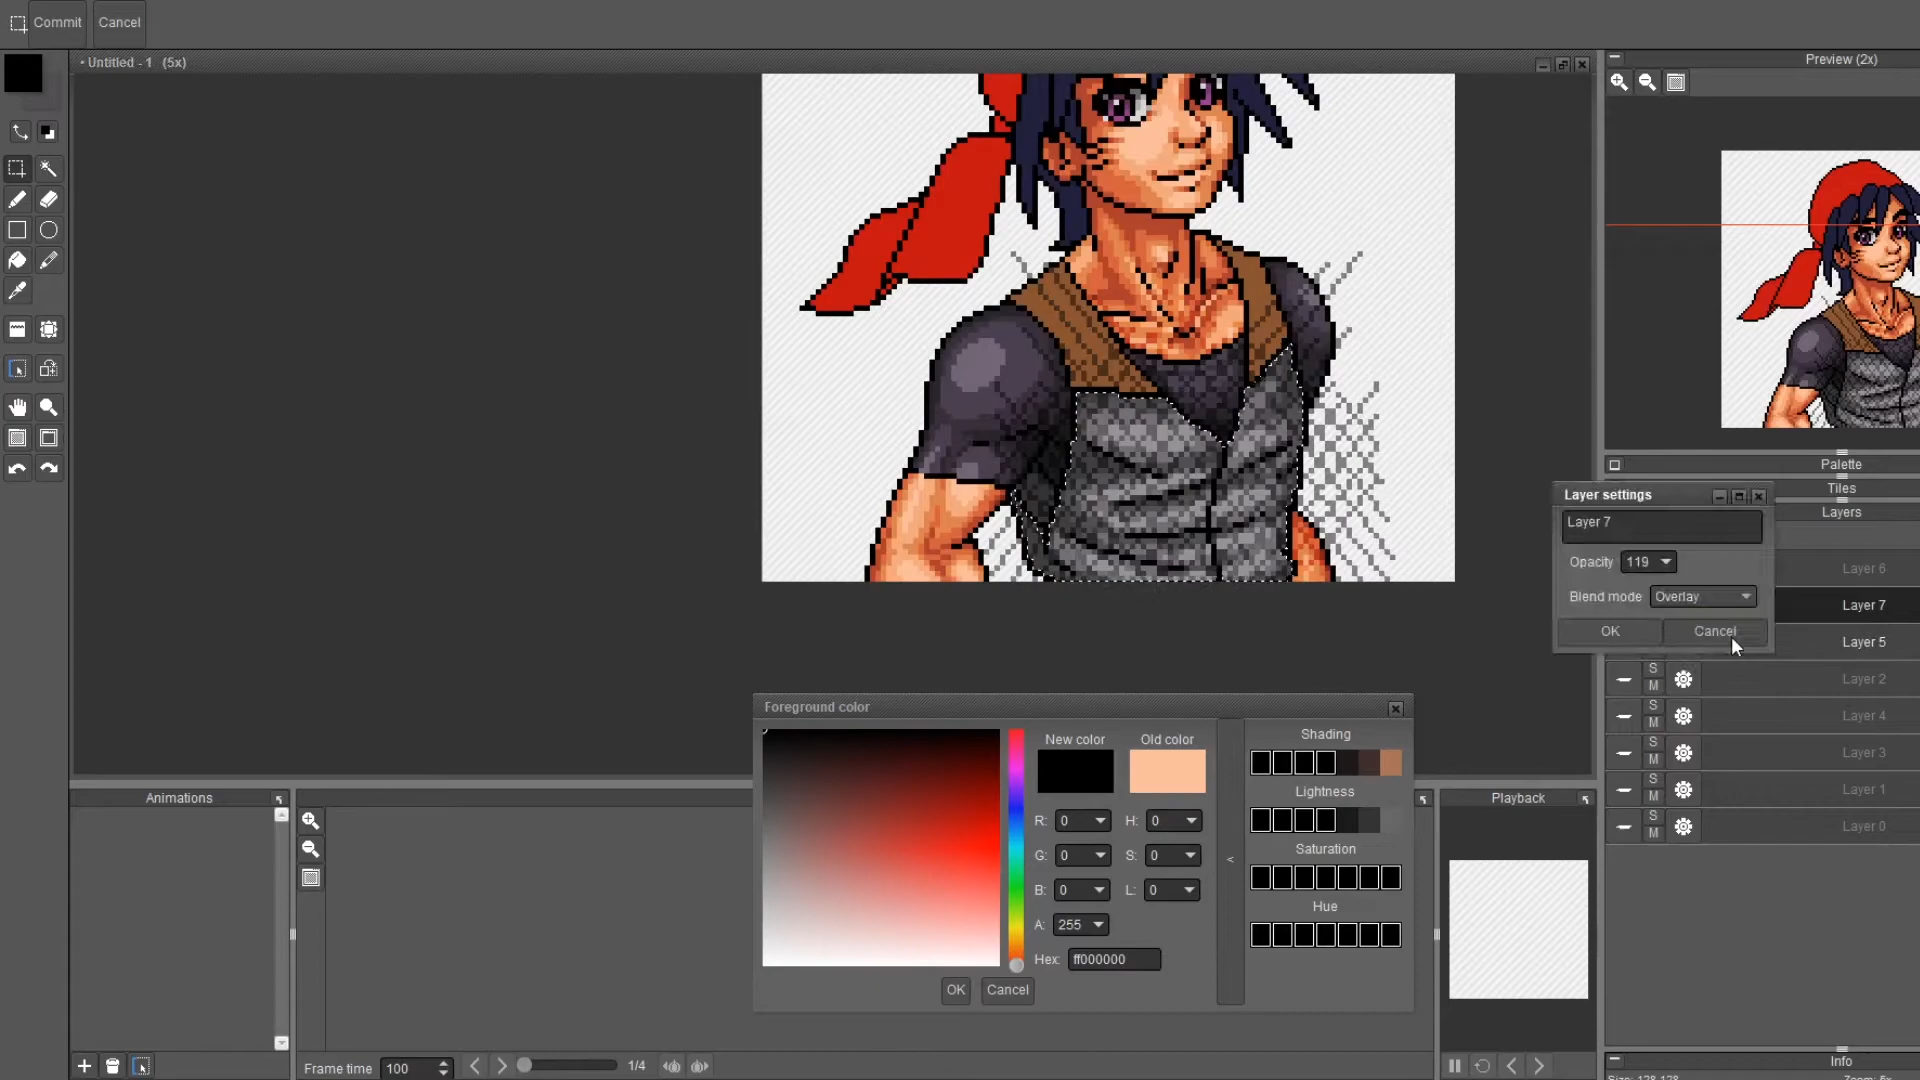 Commit
Cancel
• Untitled - 1 (5x)
Preview (2x)
Palette
Tiles
Layers
Layer settings
Layer 7
Opacity 119
Blend mode Overlay
OK Cancel
Layer 6
Layer 7
Layer 5
S
M
Layer 2
S
M
Layer 4
S
M
Layer 3
S
M
Layer 1
S
M
Layer 0
Foreground color
New color Old color
R: 0 H: 0
G: 0 S: 0
B: 0 L: 0
A: 255
Hex: ff000000
OK Cancel
<
Shading
Lightness
Saturation
Hue
Animations
Playback
Frame time 100
1/4
Info